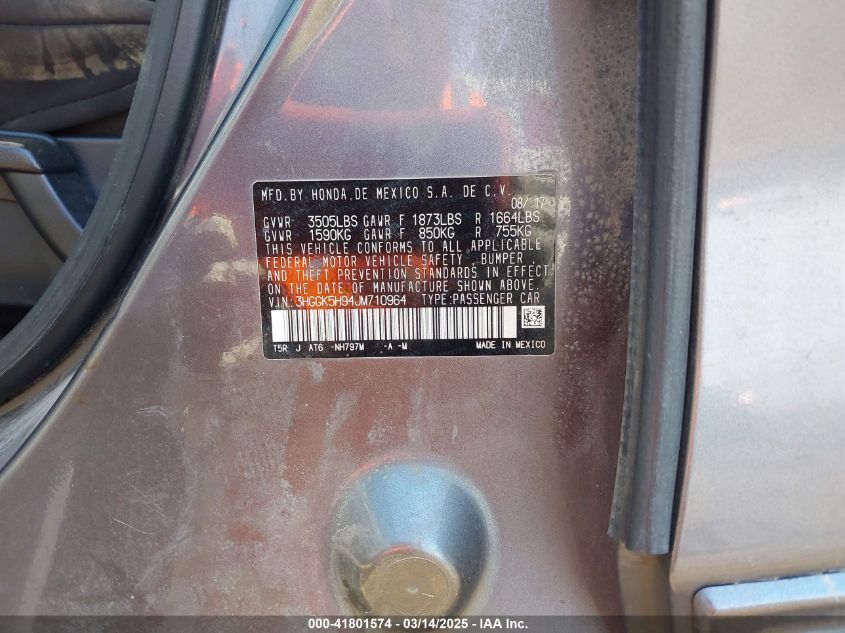 MFD.BY HONDA DE MEXICO S.A. DE C.V.
08/17
GVWR 3505LBS GAWR F 1873LBS R 1664LBS
GVWR 1590KG GAWR F 850KG R 755KG
THIS VEHICLE CONFORMS TO ALL APPLICABLE
FEDERAL MOTOR VEHICLE SAFETY, BUMPER
AND THEFT PREVENTION STANDARDS IN EFFECT
ON THE DATE OF MANUFACTURE SHOWN ABOVE.
VIN: 3HGGK5H94JM710964 TYPE:PASSENGER CAR
T5R J AT6 -NH797M -A -M MADE IN MEXICO
000-41801574 | 03/14/2025 | IAA Inc.